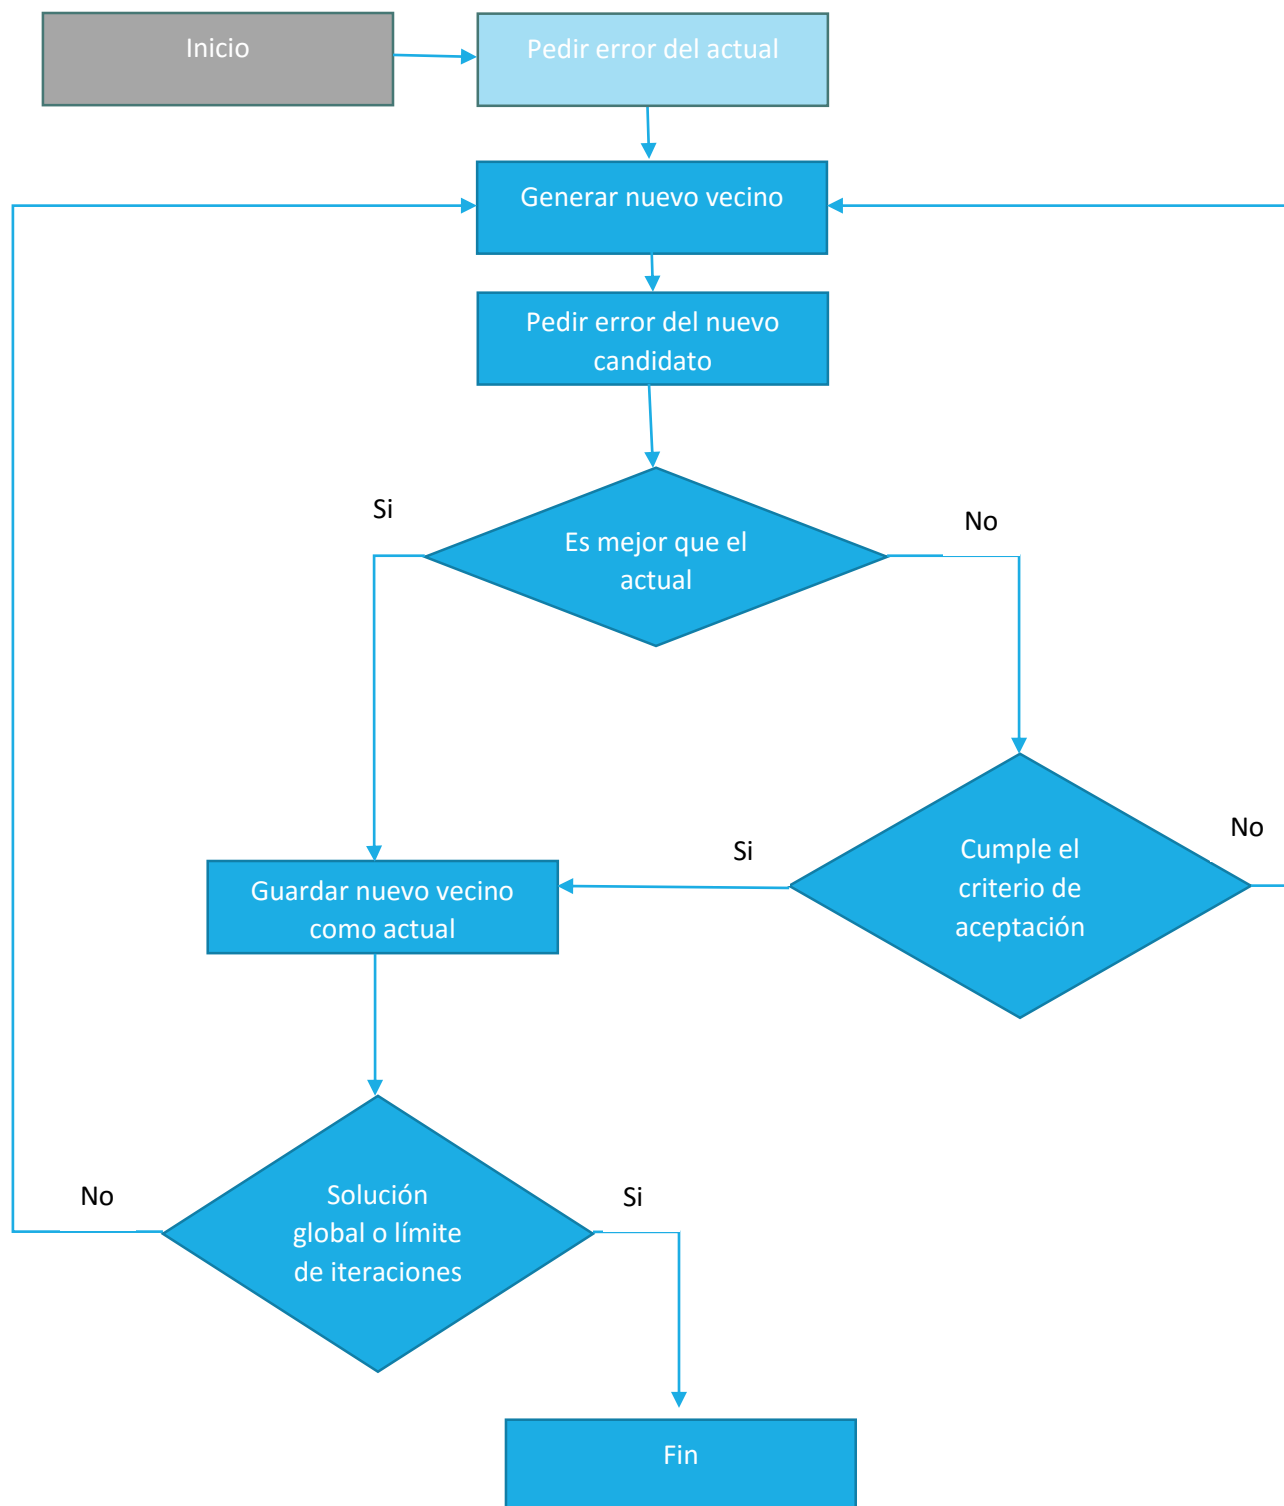 Inicio
Pedir error del actual
Generar nuevo vecino
Pedir error del nuevo
candidato
Si
No
Es mejor que el
actual
Si
No
Cumple el
criterio de
aceptación
Guardar nuevo vecino
como actual
No
Si
Solución
global o límite
de iteraciones
Fin